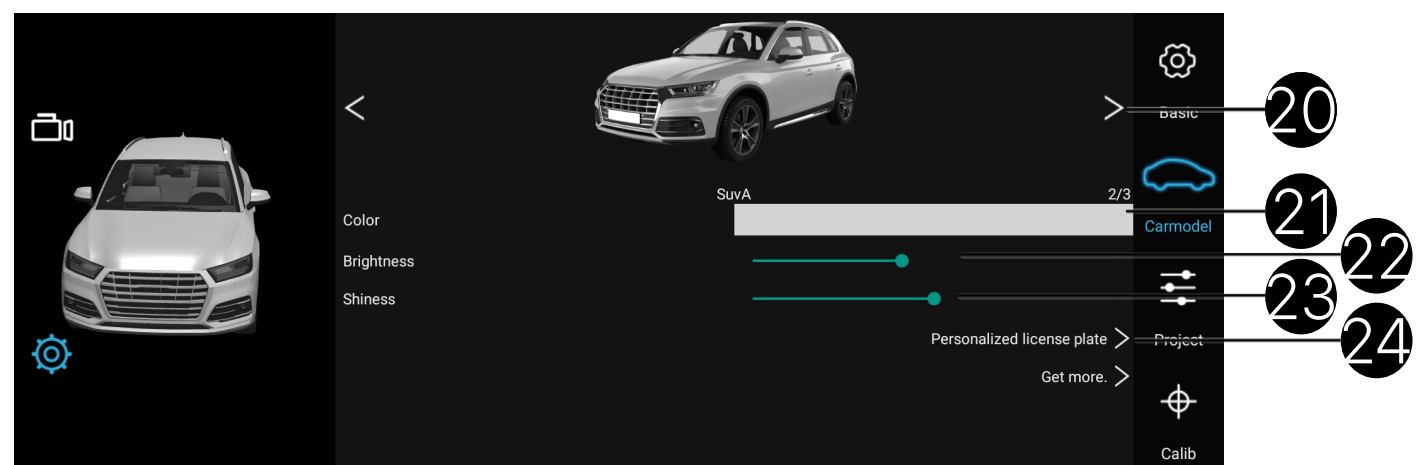 Basic
20
SuvA 2/3
Color
21
Carmodel
Brightness
22
Shiness
23
Personalized license plate
Project
24
Get more.
Calib